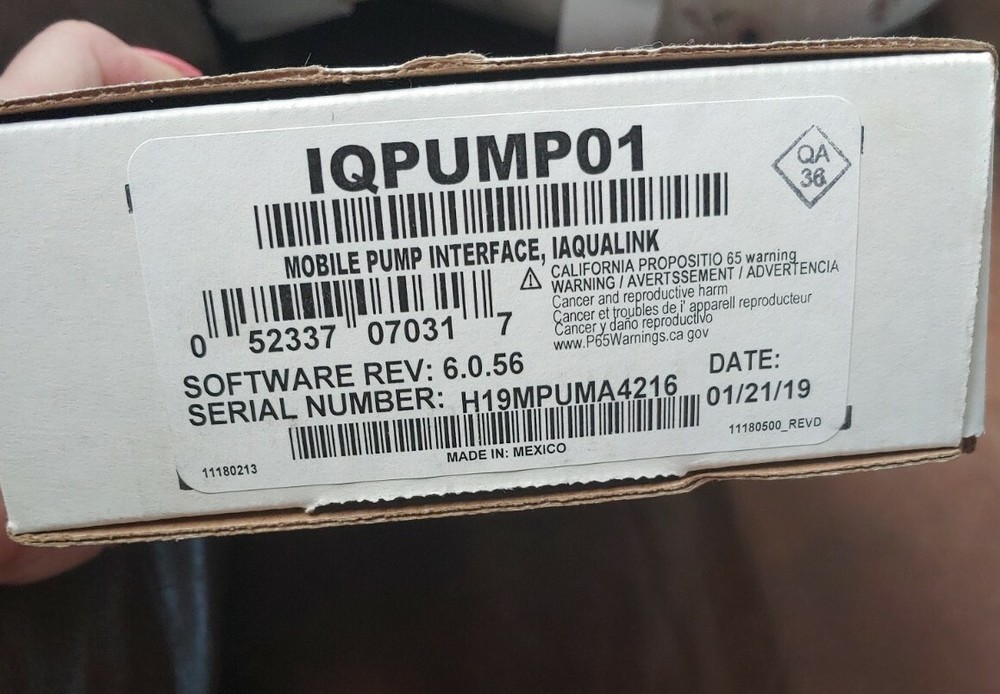 IQPUMP01
QA
36
MOBILE PUMP INTERFACE, IAQUALINK
CALIFORNIA PROPOSITIO 65 warning
WARNING / AVERTSSEMENT / ADVERTENCIA
Cancer and reproductive harm
Cancer et troubles de i' apparell reproducteur
Cancer y daño reproductivo
www.P65Warnings.ca.gov
0 52337 07031 7
SOFTWARE REV: 6.0.56
SERIAL NUMBER: H19MPUMA4216
DATE:
01/21/19
MADE IN: MEXICO
11180213
11180500_REVD